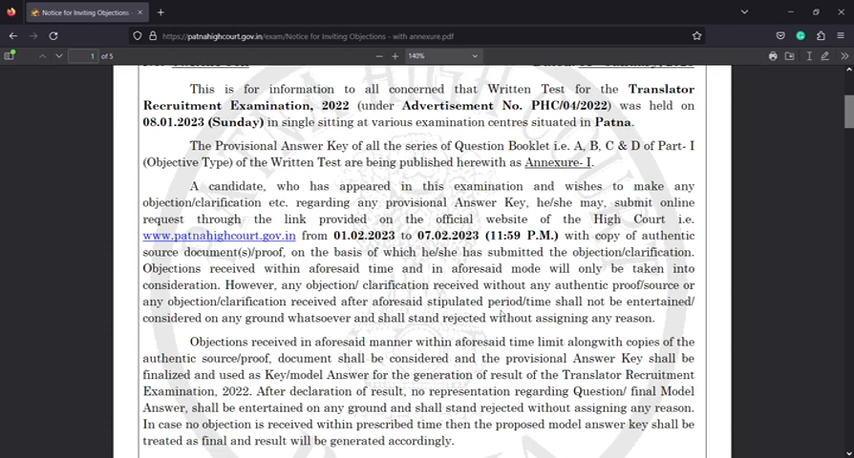 Notice for Inviting Objections
https://patnahighcourt.gov.in/exam/Notice for Inviting Objections - with annexure.pdf
1 of 5
140%
This is for information to all concerned that Written Test for the Translator
Recruitment Examination, 2022 (under Advertisement No. PHC/04/2022) was held on
08.01.2023 (Sunday) in single sitting at various examination centres situated in Patna.
The Provisional Answer Key of all the series of Question Booklet i.e. A, B, C & D of Part- I
(Objective Type) of the Written Test are being published herewith as Annexure- I.
A candidate, who has appeared in this examination and wishes to make any
objection/clarification etc. regarding any provisional Answer Key, he/she may, submit online
request through the link provided on the official website of the High Court i.e.
www.patnahighcourt.gov.in from 01.02.2023 to 07.02.2023 (11:59 P.M.) with copy of authentic
source document(s)/proof, on the basis of which he/she has submitted the objection/clarification.
Objections received within aforesaid time and in aforesaid mode will only be taken into
consideration. However, any objection/ clarification received without any authentic proof/source or
any objection/clarification received after aforesaid stipulated period/time shall not be entertained/
considered on any ground whatsoever and shall stand rejected without assigning any reason.
Objections received in aforesaid manner within aforesaid time limit alongwith copies of the
authentic source/proof, document shall be considered and the provisional Answer Key shall be
finalized and used as Key/model Answer for the generation of result of the Translator Recruitment
Examination, 2022. After declaration of result, no representation regarding Question/ final Model
Answer, shall be entertained on any ground and shall stand rejected without assigning any reason.
In case no objection is received within prescribed time then the proposed model answer key shall be
treated as final and result will be generated accordingly.